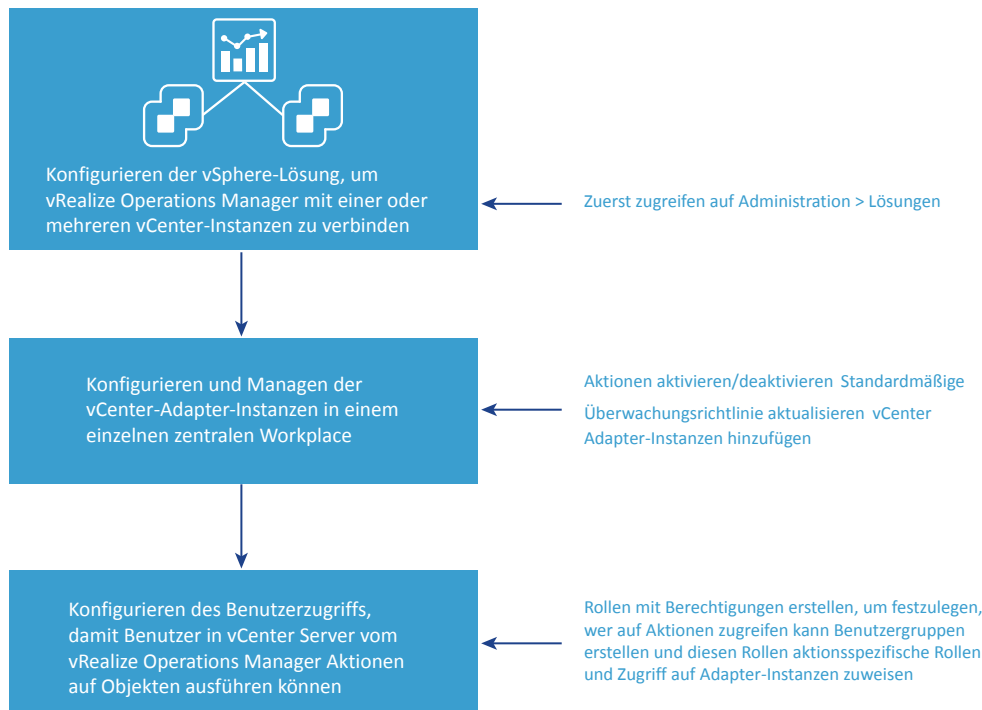 Konfigurieren der vSphere-Lösung, um
vRealize Operations Manager mit einer oder
mehreren vCenter-Instanzen zu verbinden
Zuerst zugreifen auf Administration > Lösungen
Konfigurieren und Managen der
vCenter-Adapter-Instanzen in einem
einzelnen zentralen Workplace
Aktionen aktivieren/deaktivieren Standardmäßige
Überwachungsrichtlinie aktualisieren vCenter
Adapter-Instanzen hinzufügen
Konfigurieren des Benutzerzugriffs,
damit Benutzer in vCenter Server vom
vRealize Operations Manager Aktionen
auf Objekten ausführen können
Rollen mit Berechtigungen erstellen, um festzulegen,
wer auf Aktionen zugreifen kann Benutzergruppen
erstellen und diesen Rollen aktionsspezifische Rollen
und Zugriff auf Adapter-Instanzen zuweisen